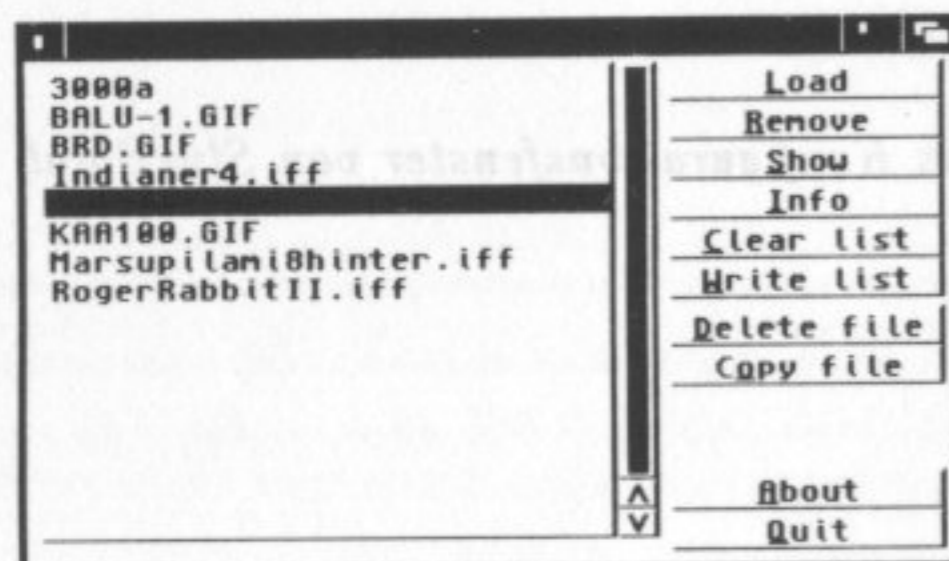 3000a
BALU-1.GIF
BRD.GIF
Indianer4.iff
KAA100.GIF
Marsupilami8hinter.iff
RogerRabbitII.iff
Load
Remove
Show
Info
Clear list
Write list
Delete file
Copy file
About
Quit